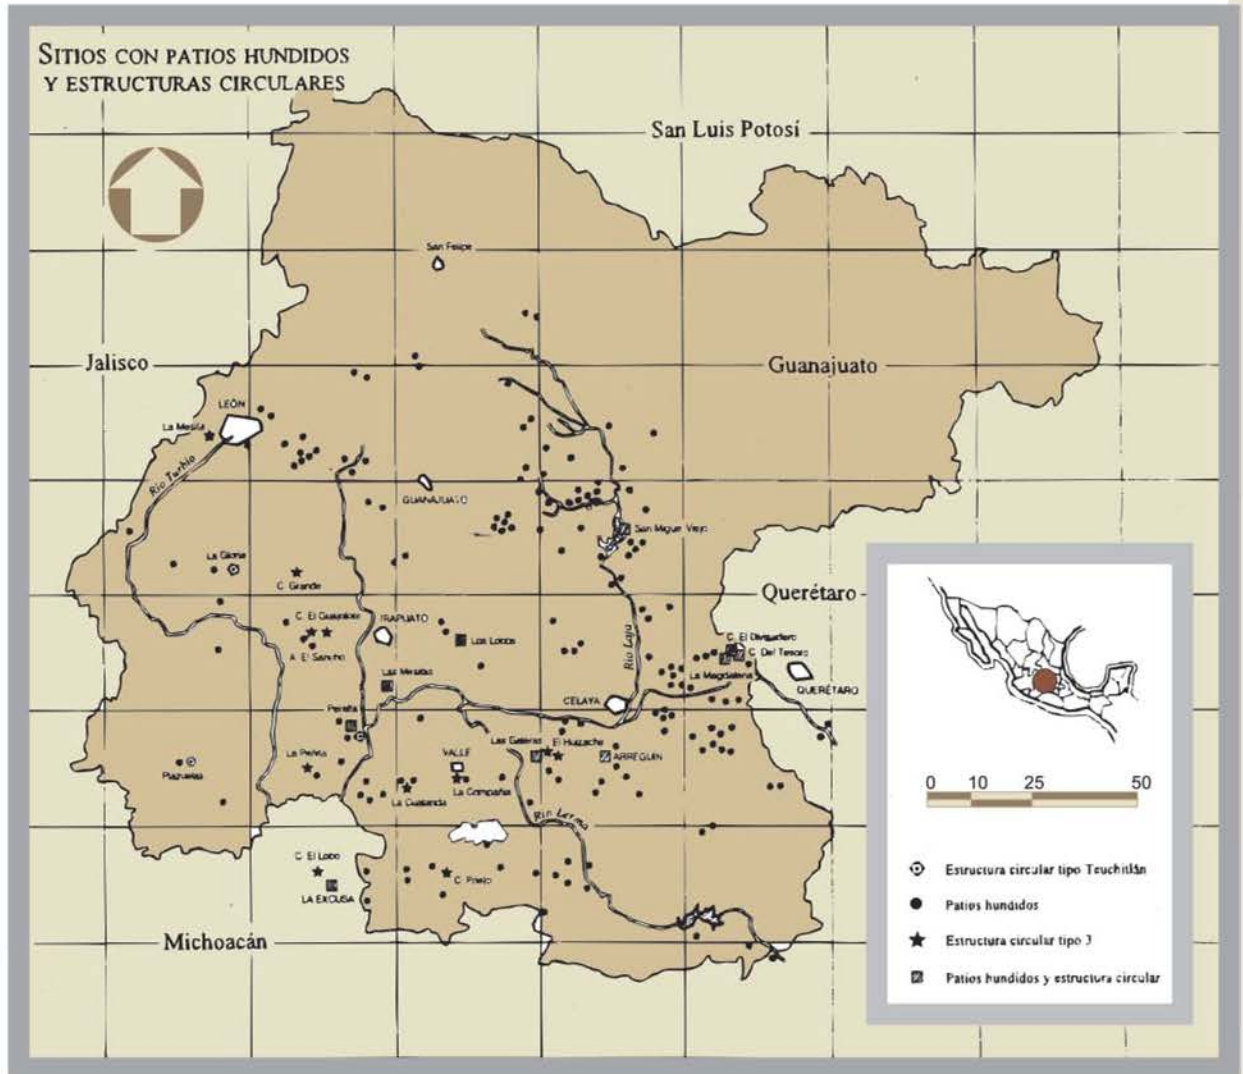 SITIOS CON PATIOS HUNDIDOS
Y ESTRUCTURAS CIRCULARES
San Luis Potosí
San Felipe
Jalisco
Guanajuato
LEÓN
La Mesita
Río Turbio
GUANAJUATO
San Miguel Viejo
La Gloria
C. Grande
Querétaro
C. El Guajolote
IRAPUATO
Los Lobos
A. El Sancho
Río Laja
C. El Divisadero
C. Del Tesoro
La Magdalena
QUERÉTARO
Las Mesitas
CELAYA
Peralta
Las Gateras
El Huizache
VALLE
ARREGUIN
La Peñita
Plazuelas
La Compañía
La Cuatanda
Río Lerma
C. El Lobo
LA EXCUSA
C. Prieto
Michoacán
0 10 25 50
Estructura circular tipo Teuchitlán
Patios hundidos
Estructura circular tipo 3
Patios hundidos y estructura circular